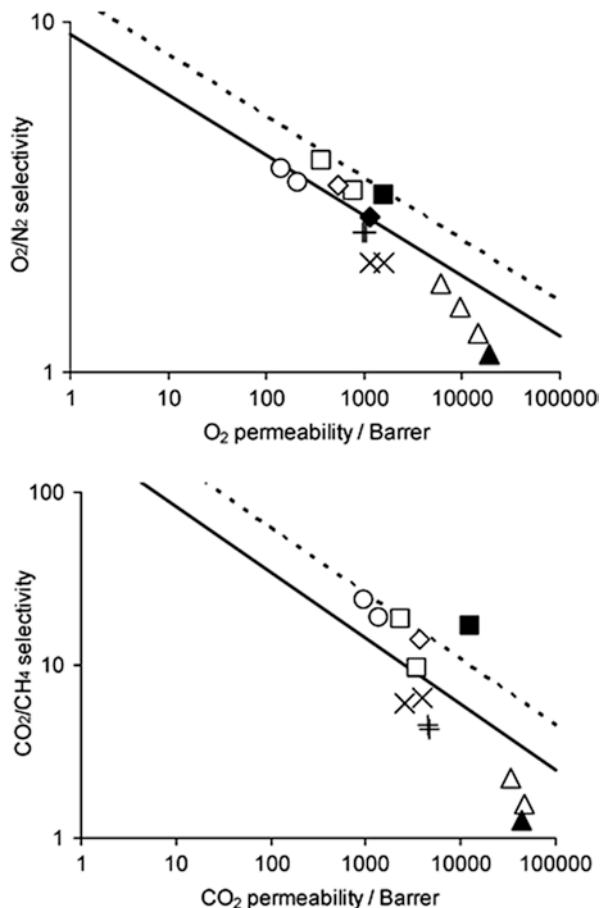 10
O2/N2 selectivity
1
1 10 100 1000 10000 100000
O2 permeability / Barrer
100
CO2/CH4 selectivity
10
1
1 10 100 1000 10000 100000
CO2 permeability / Barrer